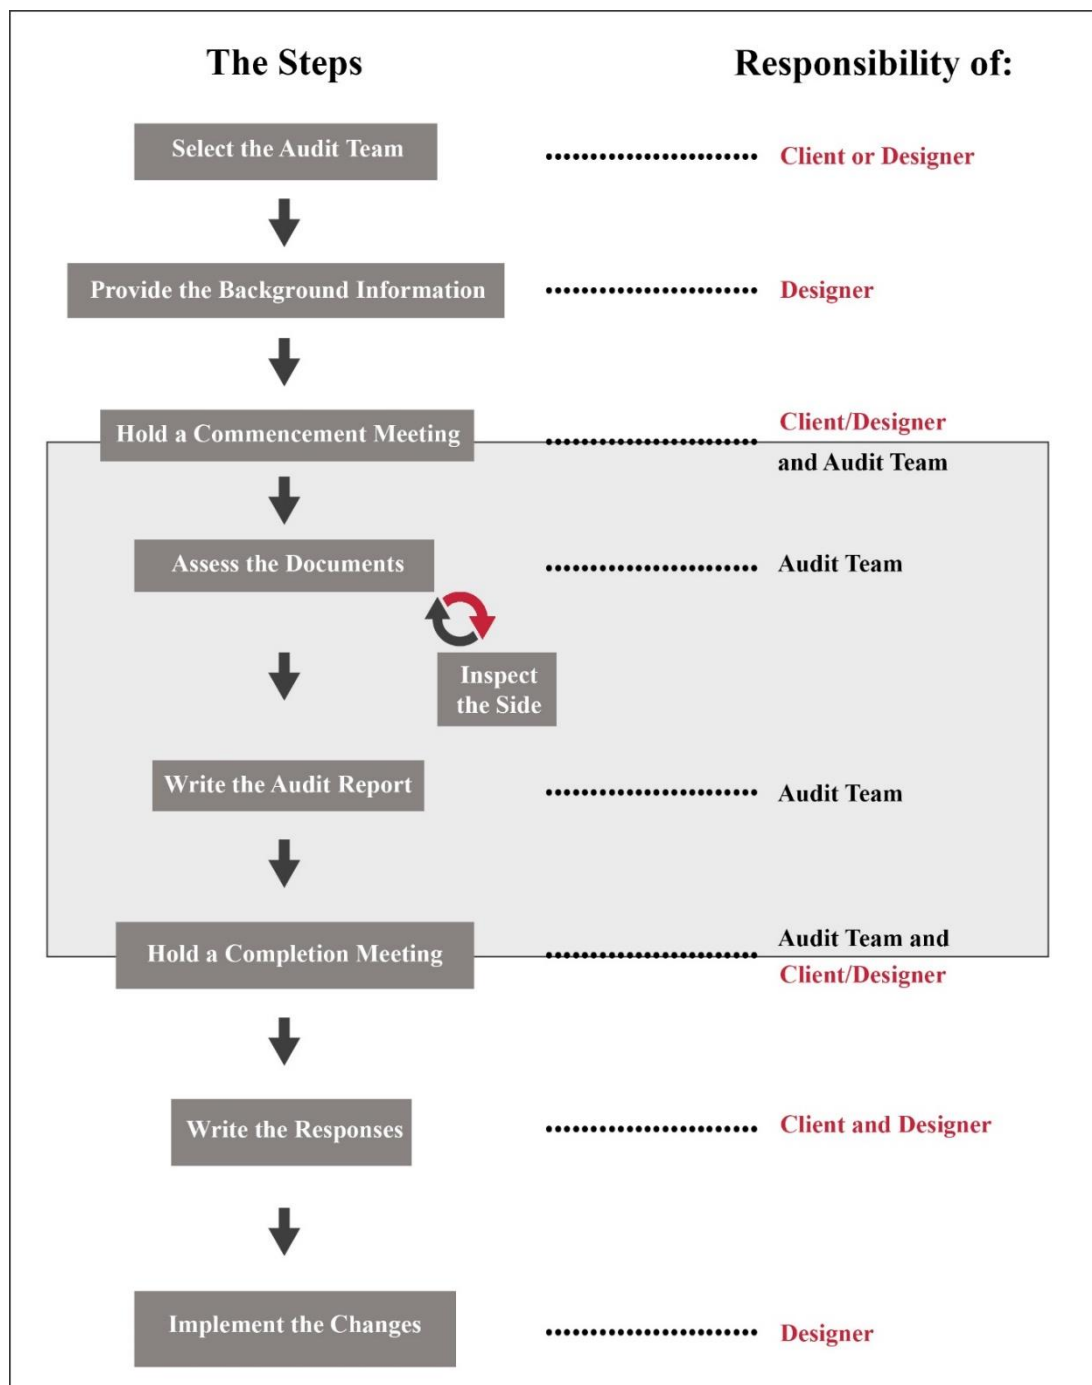 The Steps
Responsibility of:
Select the Audit Team
Client or Designer
Provide the Background Information
Designer
Hold a Commencement Meeting
Client/Designer
and Audit Team
Assess the Documents
Audit Team
Inspect
the Side
Write the Audit Report
Audit Team
Hold a Completion Meeting
Audit Team and
Client/Designer
Write the Responses
Client and Designer
Implement the Changes
Designer